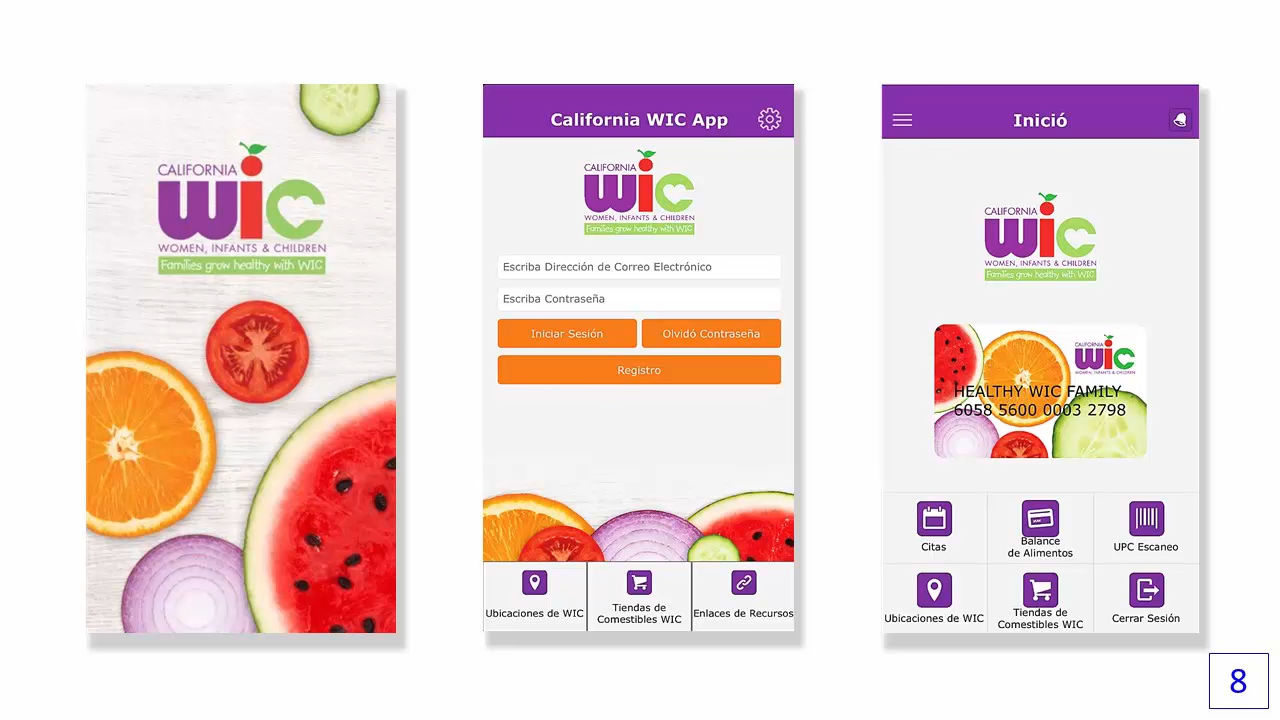 CALIFORNIA
wic
WOMEN, INFANTS & CHILDREN
Families grow healthy with WIC
California WIC App
CALIFORNIA
wic
WOMEN, INFANTS & CHILDREN
Families grow healthy with WIC
Escriba Dirección de Correo Electrónico
Escriba Contraseña
Iniciar Sesión
Olvidó Contraseña
Registro
Ubicaciones de WIC
Tiendas de
Comestibles WIC
Enlaces de Recursos
Inició
CALIFORNIA
wic
WOMEN, INFANTS & CHILDREN
Families grow healthy with WIC
CALIFORNIA
wic
WOMEN, INFANTS & CHILDREN
HEALTHY WIC FAMILY
6058 5600 0003 2798
Citas
Balance
de Alimentos
UPC Escaneo
Ubicaciones de WIC
Tiendas de
Comestibles WIC
Cerrar Sesión
8